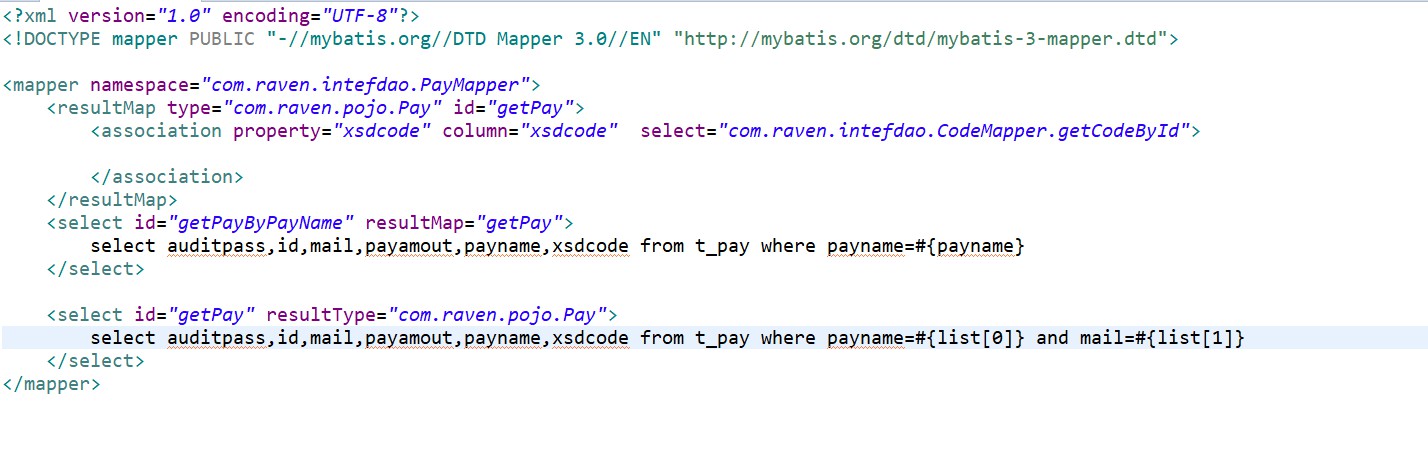 <?xml version="1.0" encoding="UTF-8"?>
<!DOCTYPE mapper PUBLIC "-//mybatis.org//DTD Mapper 3.0//EN" "http://mybatis.org/dtd/mybatis-3-mapper.dtd">
<mapper namespace="com.raven.intefdao.PayMapper">
<resultMap type="com.raven.pojo.Pay" id="getPay">
<association property="xsdcode" column="xsdcode"  select="com.raven.intefdao.CodeMapper.getCodeById">
</association>
</resultMap>
<select id="getPayByPayName" resultMap="getPay">
select auditpass,id,mail,payamout,payname,xsdcode from t_pay where payname=#{payname}
</select>
<select id="getPay" resultType="com.raven.pojo.Pay">
select auditpass,id,mail,payamout,payname,xsdcode from t_pay where payname=#{list[0]} and mail=#{list[1]}
</select>
</mapper>